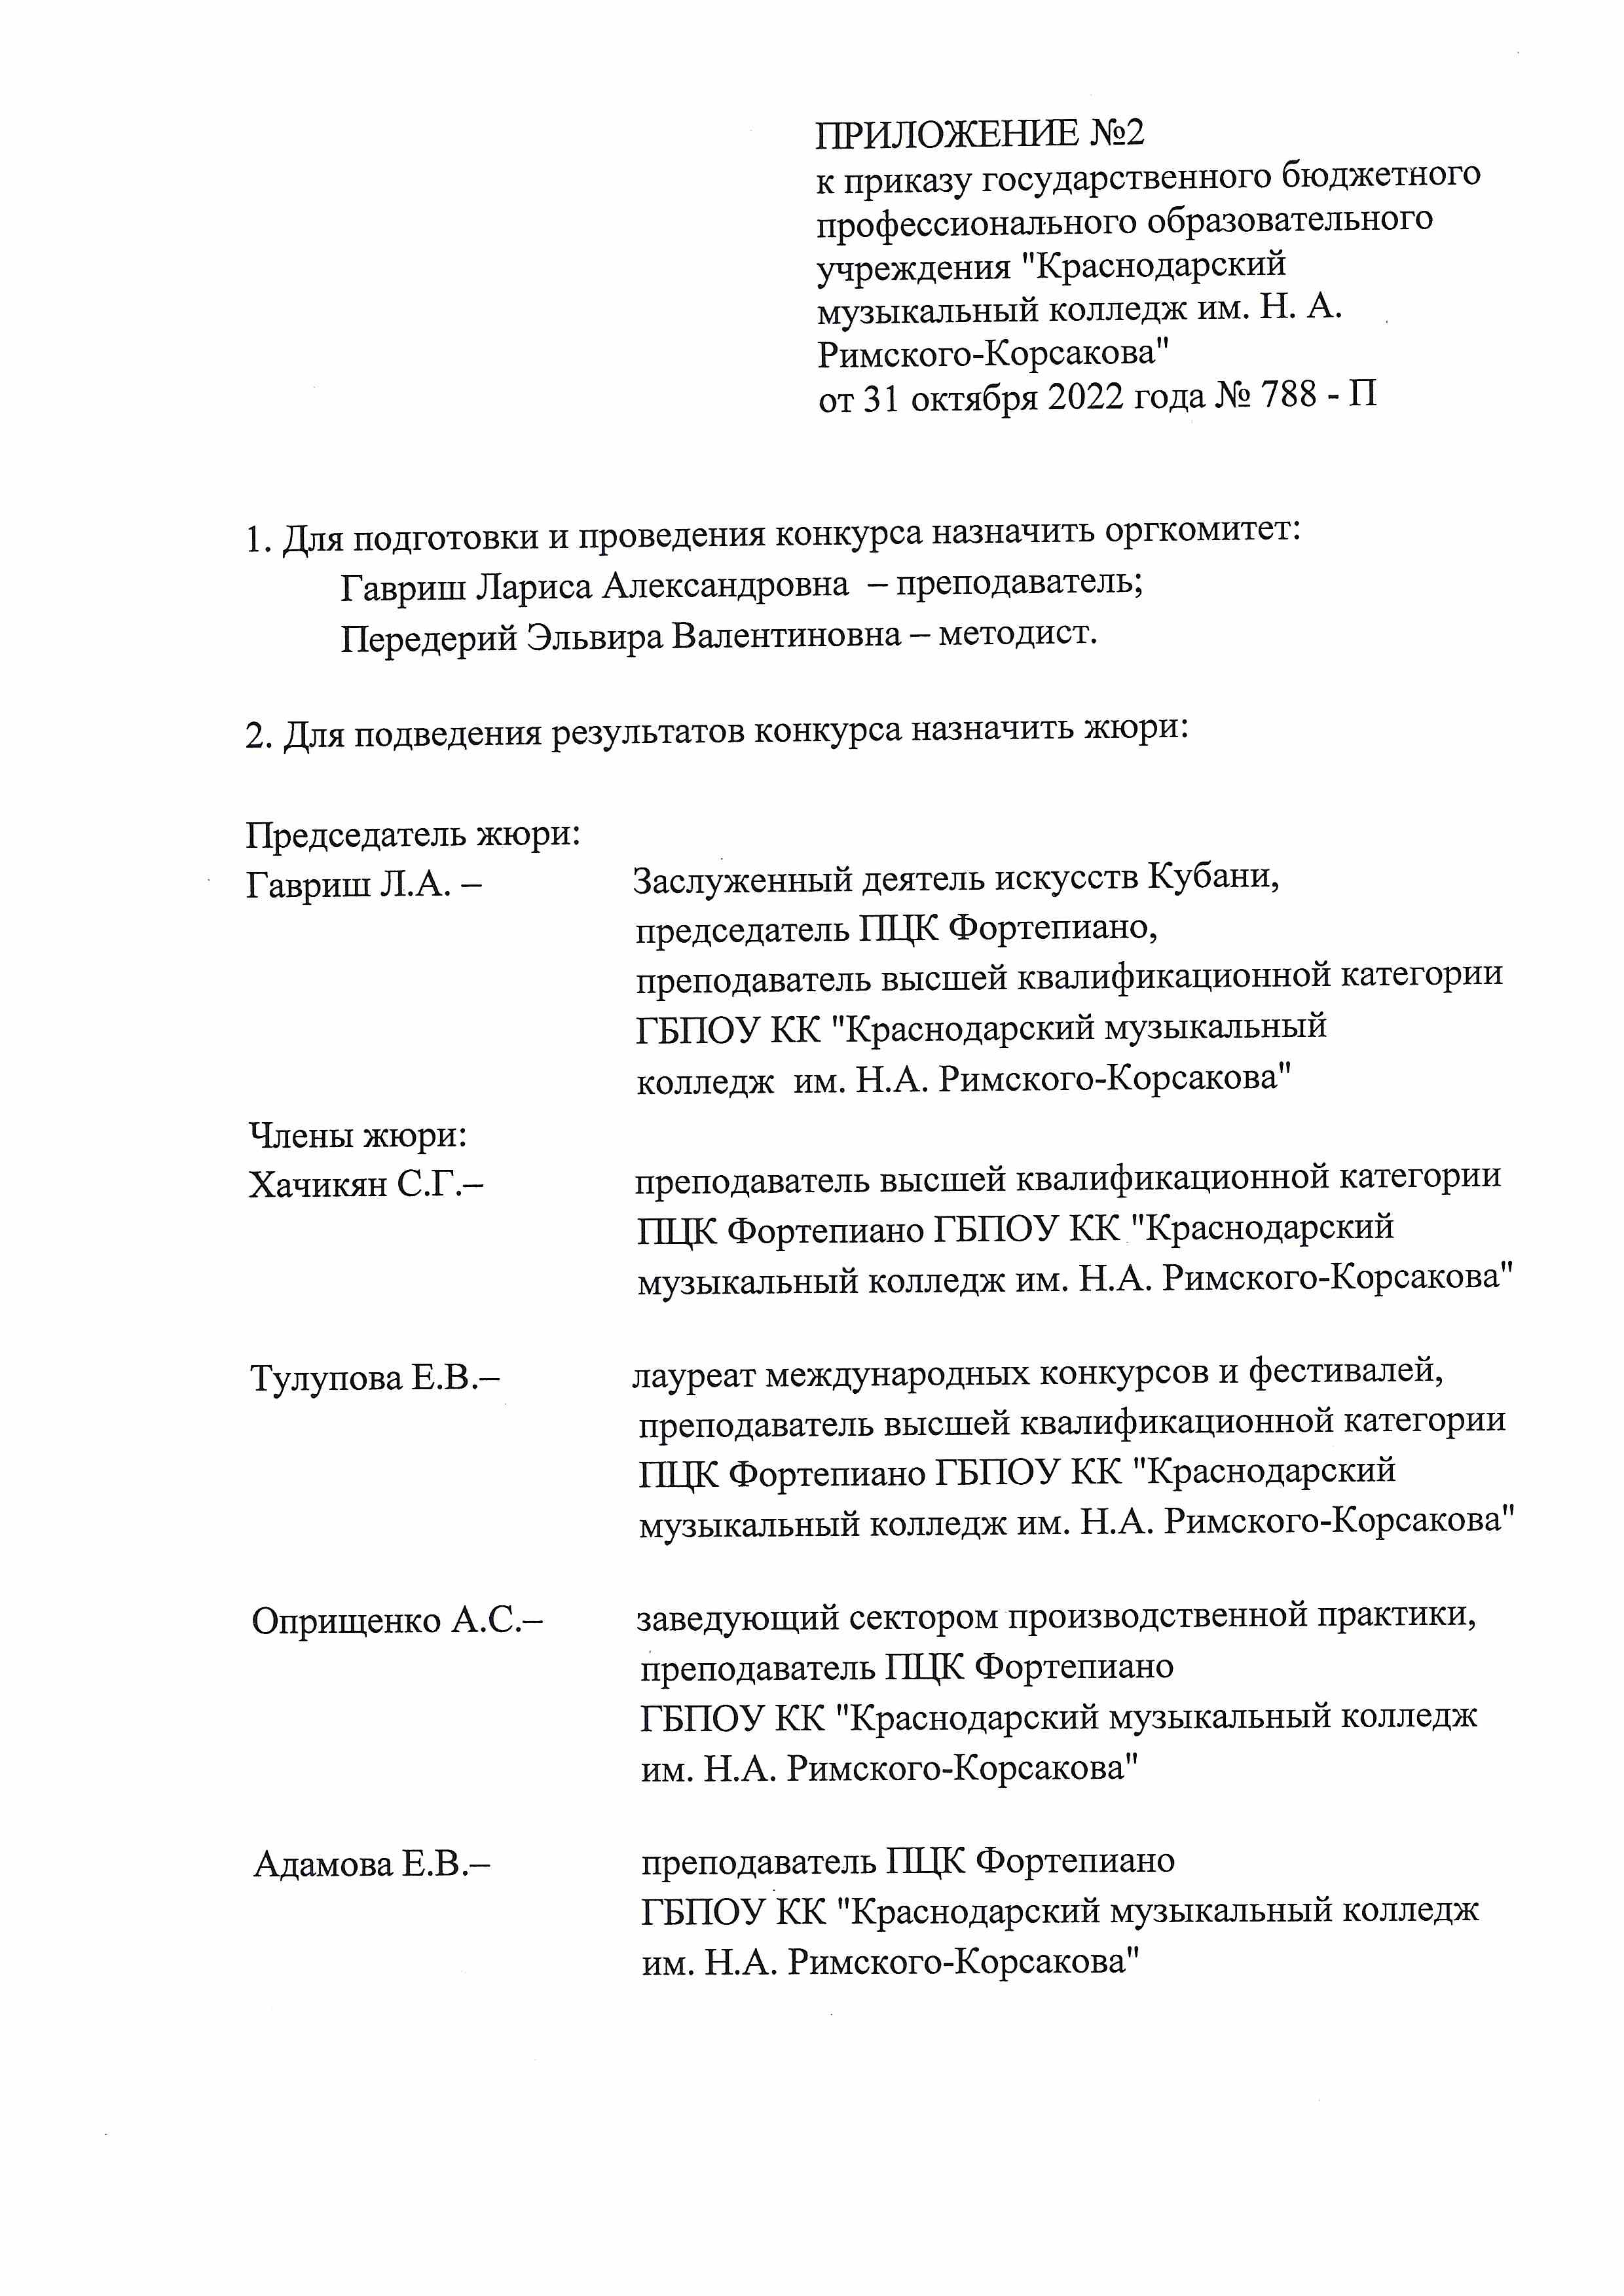 ПРИЛОЖЕНИЕ №2
к приказу государственного бюджетного
профессионального образовательного
учреждения "Краснодарский
музыкальный колледж им. Н. А.
Римского-Корсакова"
от 31 октября 2022 года № 788 - П
1. Для подготовки и проведения конкурса назначить оргкомитет:
Гавриш Лариса Александровна – преподаватель;
Передерий Эльвира Валентиновна – методист.
2. Для подведения результатов конкурса назначить жюри:
Председатель жюри:
Гавриш Л.А. – Заслуженный деятель искусств Кубани,
председатель ПЦК Фортепиано,
преподаватель высшей квалификационной категории
ГБПОУ КК "Краснодарский музыкальный
колледж им. Н.А. Римского-Корсакова"
Члены жюри:
Хачикян С.Г.– преподаватель высшей квалификационной категории
ПЦК Фортепиано ГБПОУ КК "Краснодарский
музыкальный колледж им. Н.А. Римского-Корсакова"
Тулупова Е.В.– лауреат международных конкурсов и фестивалей,
преподаватель высшей квалификационной категории
ПЦК Фортепиано ГБПОУ КК "Краснодарский
музыкальный колледж им. Н.А. Римского-Корсакова"
Оприщенко А.С.– заведующий сектором производственной практики,
преподаватель ПЦК Фортепиано
ГБПОУ КК "Краснодарский музыкальный колледж
им. Н.А. Римского-Корсакова"
Адамова Е.В.– преподаватель ПЦК Фортепиано
ГБПОУ КК "Краснодарский музыкальный колледж
им. Н.А. Римского-Корсакова"